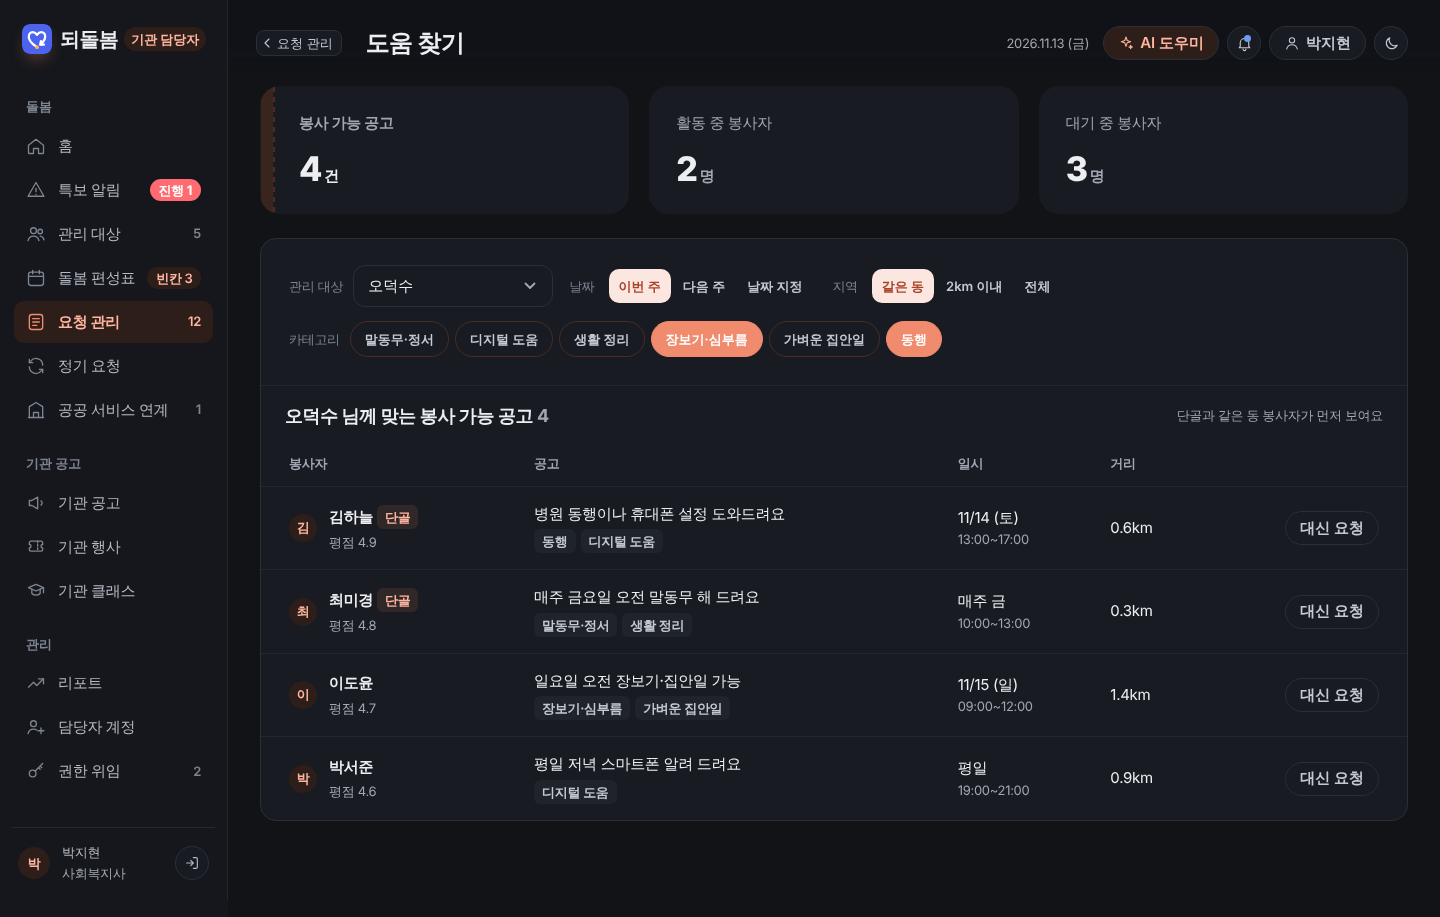 되돌봄 기관 담당자
돌봄
홈
특보 알림 진행 1
관리 대상 5
돌봄 편성표 빈칸 3
요청 관리 12
정기 요청
공공 서비스 연계 1
기관 공고
기관 공고
기관 행사
기관 클래스
관리
리포트
담당자 계정
권한 위임 2
박 박지현
사회복지사
요청 관리 도움 찾기 2026.11.13 (금) AI 도우미 박지현
봉사 가능 공고
4건
활동 중 봉사자
2명
대기 중 봉사자
3명
관리 대상 오덕수 날짜 이번 주 다음 주 날짜 지정 지역 같은 동 2km 이내 전체
카테고리 말동무·정서 디지털 도움 생활 정리 장보기·심부름 가벼운 집안일 동행
오덕수 님께 맞는 봉사 가능 공고 4 단골과 같은 동 봉사자가 먼저 보여요
봉사자 공고 일시 거리
김 김하늘 단골 병원 동행이나 휴대폰 설정 도와드려요 11/14 (토) 0.6km 대신 요청
평점 4.9 동행 디지털 도움 13:00~17:00
최 최미경 단골 매주 금요일 오전 말동무 해 드려요 매주 금 0.3km 대신 요청
평점 4.8 말동무·정서 생활 정리 10:00~13:00
이 이도윤 일요일 오전 장보기·집안일 가능 11/15 (일) 1.4km 대신 요청
평점 4.7 장보기·심부름 가벼운 집안일 09:00~12:00
박 박서준 평일 저녁 스마트폰 알려 드려요 평일 0.9km 대신 요청
평점 4.6 디지털 도움 19:00~21:00